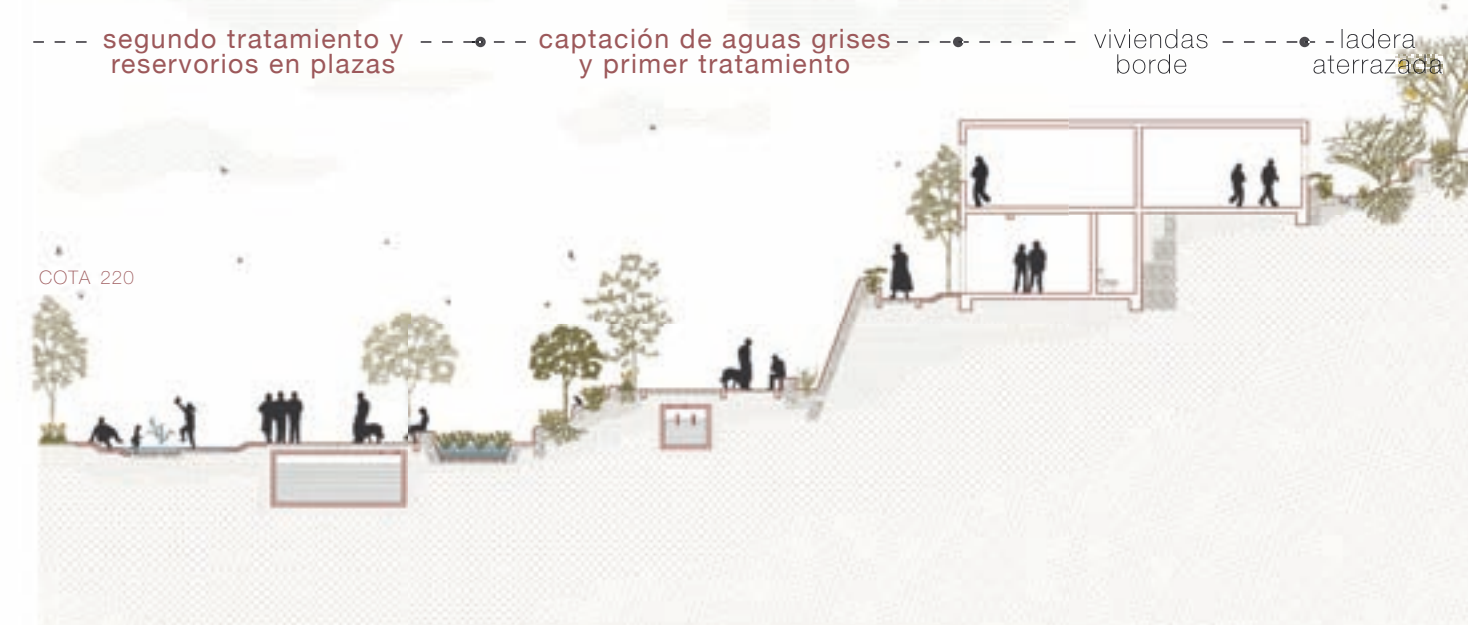 segundo tratamiento y
reservorios en plazas
captación de aguas grises
y primer tratamiento
viviendas
borde
ladera
aterrazada
COTA 220